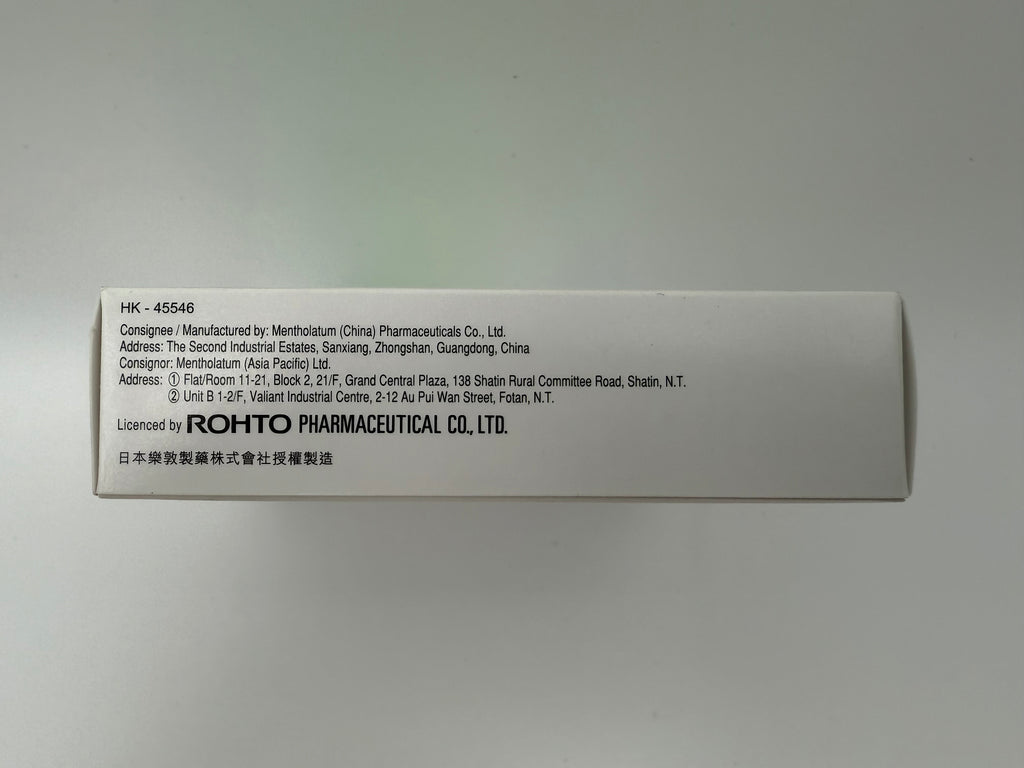 HK - 45546
Consignee / Manufactured by: Mentholatum (China) Pharmaceuticals Co., Ltd.
Address: The Second Industrial Estates, Sanxiang, Zhongshan, Guangdong, China
Consignor: Mentholatum (Asia Pacific) Ltd.
Address: ① Flat/Room 11-21, Block 2, 21/F, Grand Central Plaza, 138 Shatin Rural Committee Road, Shatin, N.T.
② Unit B 1-2/F, Valiant Industrial Centre, 2-12 Au Pui Wan Street, Fotan, N.T.
Licenced by ROHTO PHARMACEUTICAL CO., LTD.
日本樂敦製藥株式會社授權製造